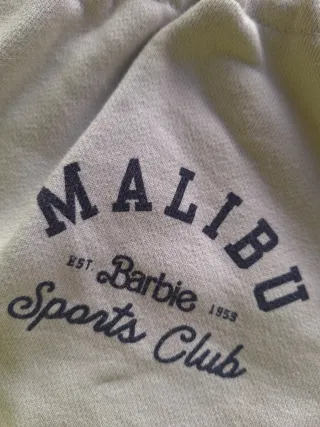 MALIBU
EST. Barbie 1959
Sports Club